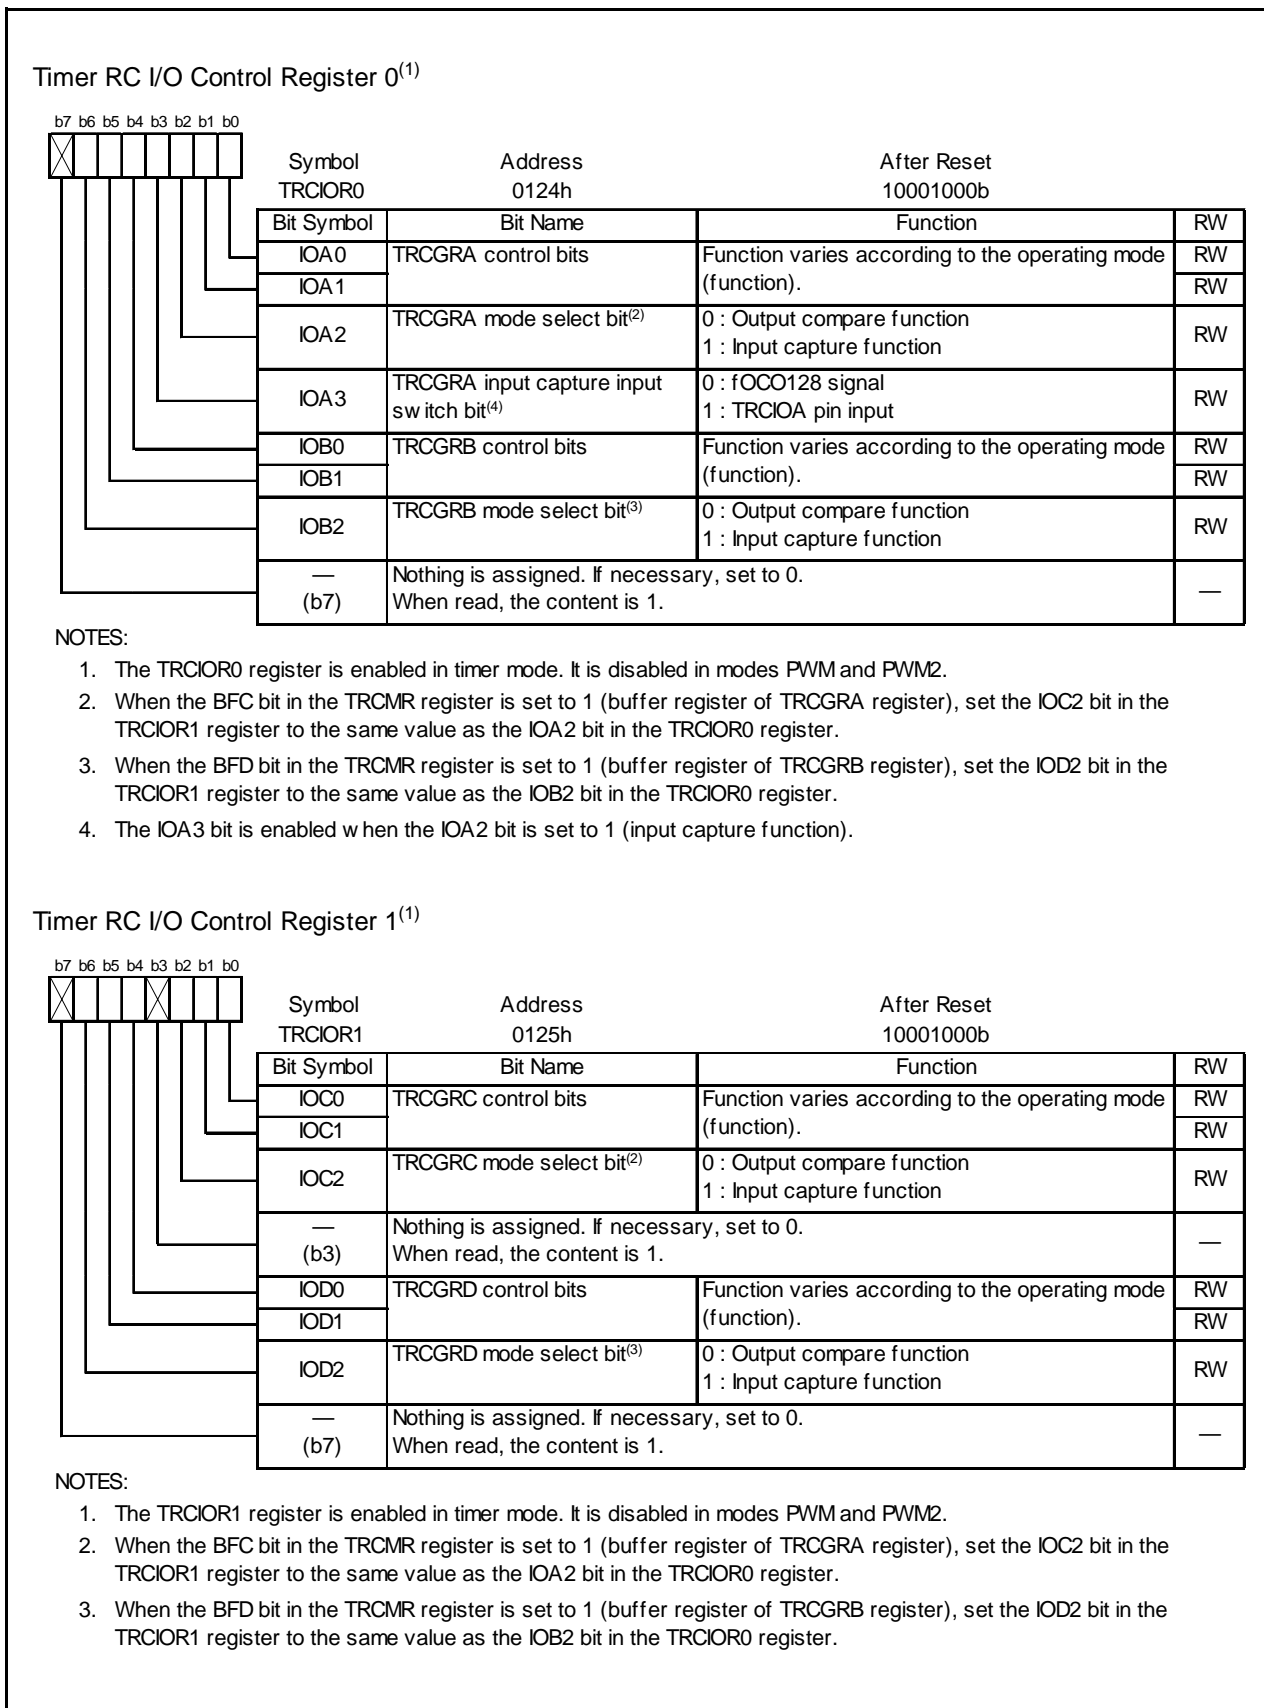 Timer RC I/O Control Register 0(1)
b7 b6 b5 b4 b3 b2 b1 b0
Symbol Address After Reset
TRCIOR0 0124h 10001000b
Bit Symbol Bit Name Function RW
IOA0 TRCGRA control bits Function varies according to the operating mode RW
IOA1 (function). RW
IOA2 TRCGRA mode select bit(2) 0 : Output compare function RW
1 : Input capture function
IOA3 TRCGRA input capture input 0 : fOCO128 signal RW
switch bit(4) 1 : TRCIOA pin input
IOB0 TRCGRB control bits Function varies according to the operating mode RW
IOB1 (function). RW
IOB2 TRCGRB mode select bit(3) 0 : Output compare function RW
1 : Input capture function
— Nothing is assigned. If necessary, set to 0. —
(b7) When read, the content is 1.
NOTES:
1. The TRCIOR0 register is enabled in timer mode. It is disabled in modes PWM and PWM2.
2. When the BFC bit in the TRCMR register is set to 1 (buffer register of TRCGRA register), set the IOC2 bit in the
TRCIOR1 register to the same value as the IOA2 bit in the TRCIOR0 register.
3. When the BFD bit in the TRCMR register is set to 1 (buffer register of TRCGRB register), set the IOD2 bit in the
TRCIOR1 register to the same value as the IOB2 bit in the TRCIOR0 register.
4. The IOA3 bit is enabled when the IOA2 bit is set to 1 (input capture function).
Timer RC I/O Control Register 1(1)
b7 b6 b5 b4 b3 b2 b1 b0
Symbol Address After Reset
TRCIOR1 0125h 10001000b
Bit Symbol Bit Name Function RW
IOC0 TRCGRC control bits Function varies according to the operating mode RW
IOC1 (function). RW
IOC2 TRCGRC mode select bit(2) 0 : Output compare function RW
1 : Input capture function
— Nothing is assigned. If necessary, set to 0. —
(b3) When read, the content is 1.
IOD0 TRCGRD control bits Function varies according to the operating mode RW
IOD1 (function). RW
IOD2 TRCGRD mode select bit(3) 0 : Output compare function RW
1 : Input capture function
— Nothing is assigned. If necessary, set to 0. —
(b7) When read, the content is 1.
NOTES:
1. The TRCIOR1 register is enabled in timer mode. It is disabled in modes PWM and PWM2.
2. When the BFC bit in the TRCMR register is set to 1 (buffer register of TRCGRA register), set the IOC2 bit in the
TRCIOR1 register to the same value as the IOA2 bit in the TRCIOR0 register.
3. When the BFD bit in the TRCMR register is set to 1 (buffer register of TRCGRB register), set the IOD2 bit in the
TRCIOR1 register to the same value as the IOB2 bit in the TRCIOR0 register.